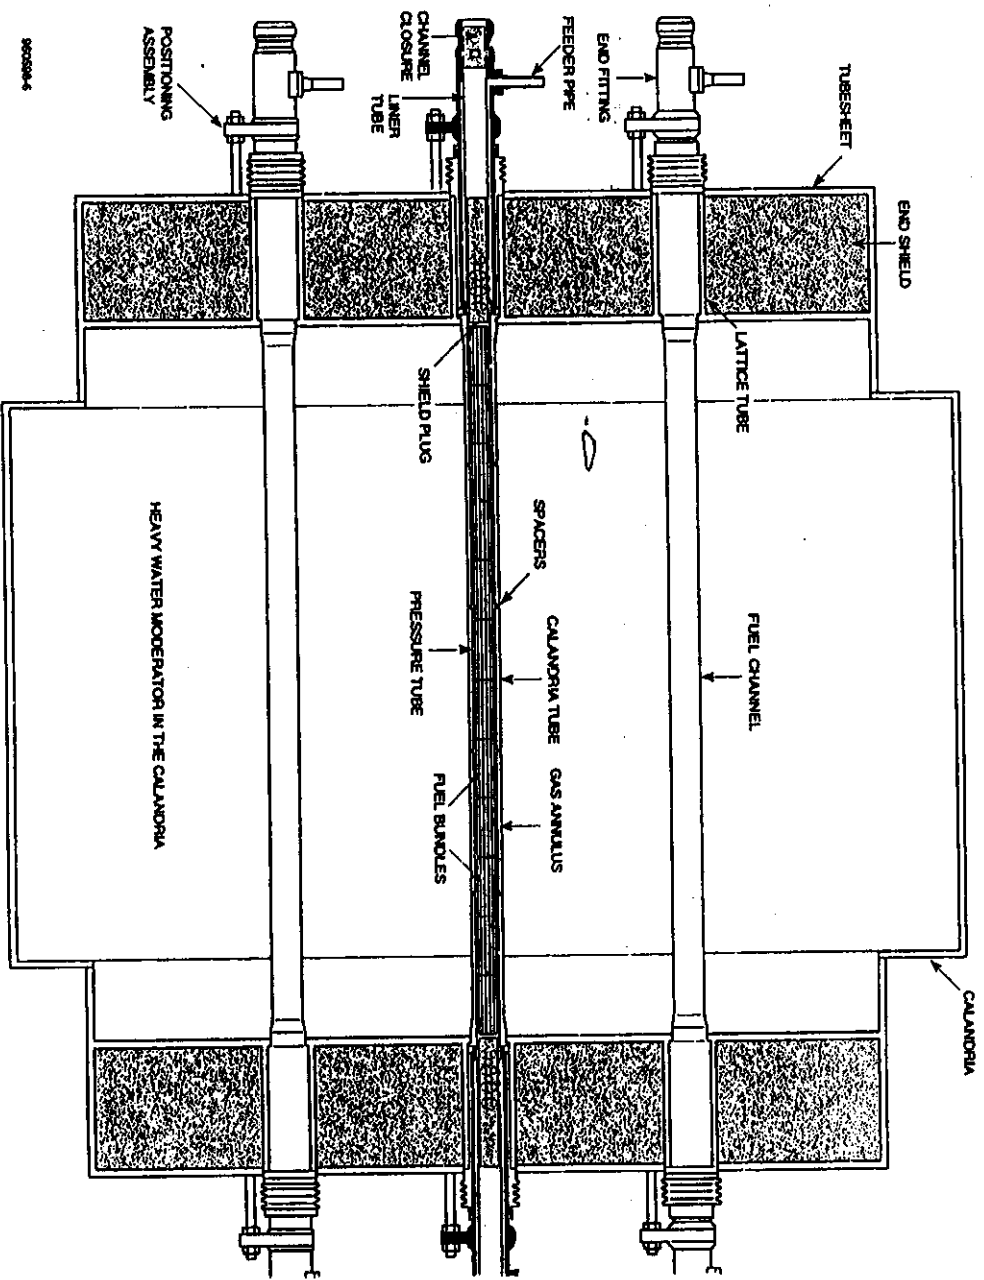 CALANDRIA
END SHIELD
TUBESHEET
FUEL CHANNEL
LATTICE TUBE
END FITTING
FEEDER PIPE
CALANDRIA TUBE
GAS ANNULUS
SPACERS
FUEL BUNDLES
SHIELD PLUG
PRESSURE TUBE
CHANNEL
CLOSURE
LINER
TUBE
POSITIONING
ASSEMBLY
HEAVY WATER MODERATOR IN THE CALANDRIA